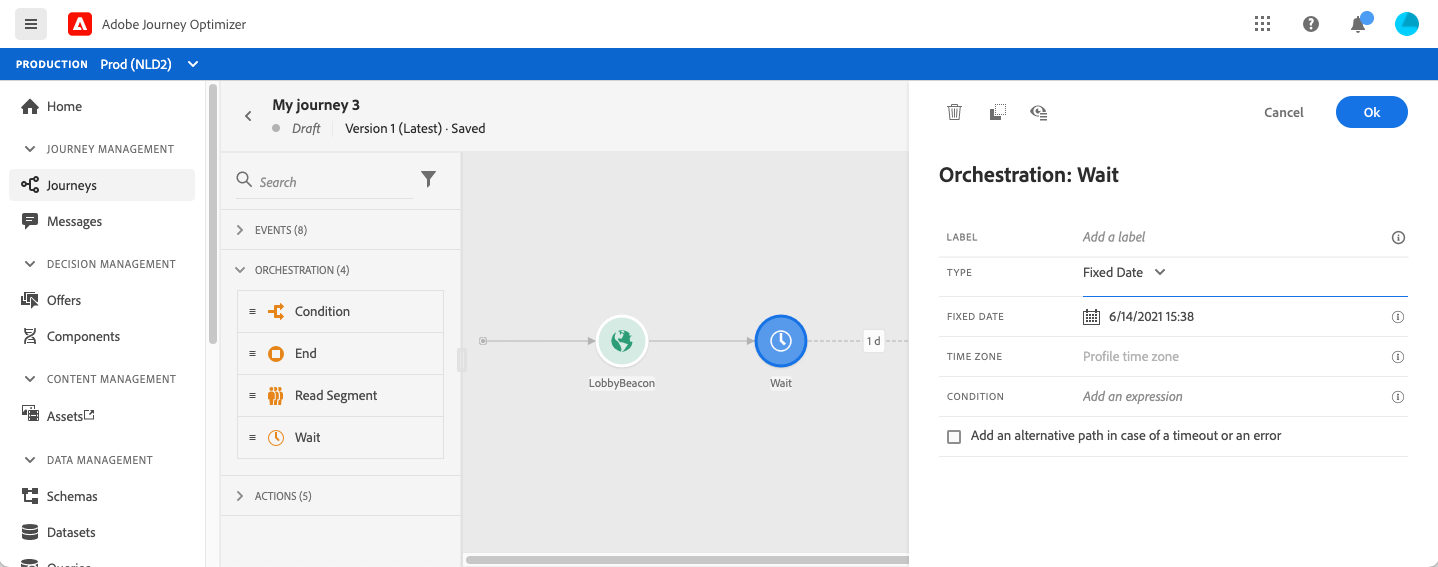 Adobe Journey Optimizer
PRODUCTION Prod (NLD2)
Home
JOURNEY MANAGEMENT
Journeys
Messages
DECISION MANAGEMENT
Offers
Components
CONTENT MANAGEMENT
Assets
DATA MANAGEMENT
Schemas
Datasets
My journey 3
Draft Version 1 (Latest) · Saved
Search
EVENTS (8)
ORCHESTRATION (4)
Condition
End
Read Segment
Wait
ACTIONS (5)
LobbyBeacon
Wait
1 d
Cancel Ok
Orchestration: Wait
LABEL Add a label
TYPE Fixed Date
FIXED DATE 6/14/2021 15:38
TIME ZONE Profile time zone
CONDITION Add an expression
Add an alternative path in case of a timeout or an error